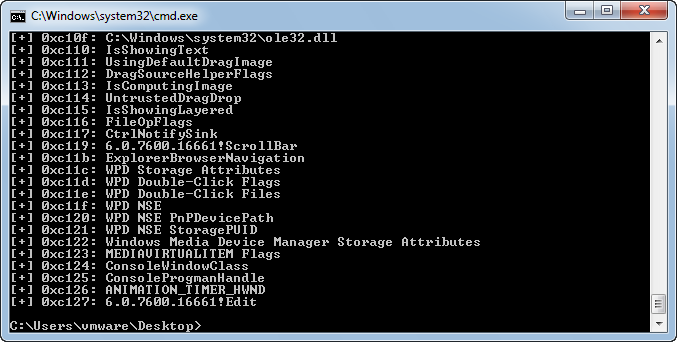 C:\Windows\system32\cmd.exe
[+] 0xc10f: C:\Windows\system32\ole32.dll
[+] 0xc110: IsShowingText
[+] 0xc111: UsingDefaultDragImage
[+] 0xc112: DragSourceHelperFlags
[+] 0xc113: IsComputingImage
[+] 0xc114: UntrustedDragDrop
[+] 0xc115: IsShowingLayered
[+] 0xc116: FileOpFlags
[+] 0xc117: CtrlNotifySink
[+] 0xc119: 6.0.7600.16661!ScrollBar
[+] 0xc11b: ExplorerBrowserNavigation
[+] 0xc11c: WPD Storage Attributes
[+] 0xc11d: WPD Double-Click Flags
[+] 0xc11e: WPD Double-Click Files
[+] 0xc11f: WPD NSE
[+] 0xc120: WPD NSE PnPDevicePath
[+] 0xc121: WPD NSE StoragePUID
[+] 0xc122: Windows Media Device Manager Storage Attributes
[+] 0xc123: MEDIAVIRTUALITEM Flags
[+] 0xc124: ConsoleWindowClass
[+] 0xc125: ConsoleProgmanHandle
[+] 0xc126: ANIMATION_TIMER_HWND
[+] 0xc127: 6.0.7600.16661!Edit
C:\Users\vmware\Desktop>